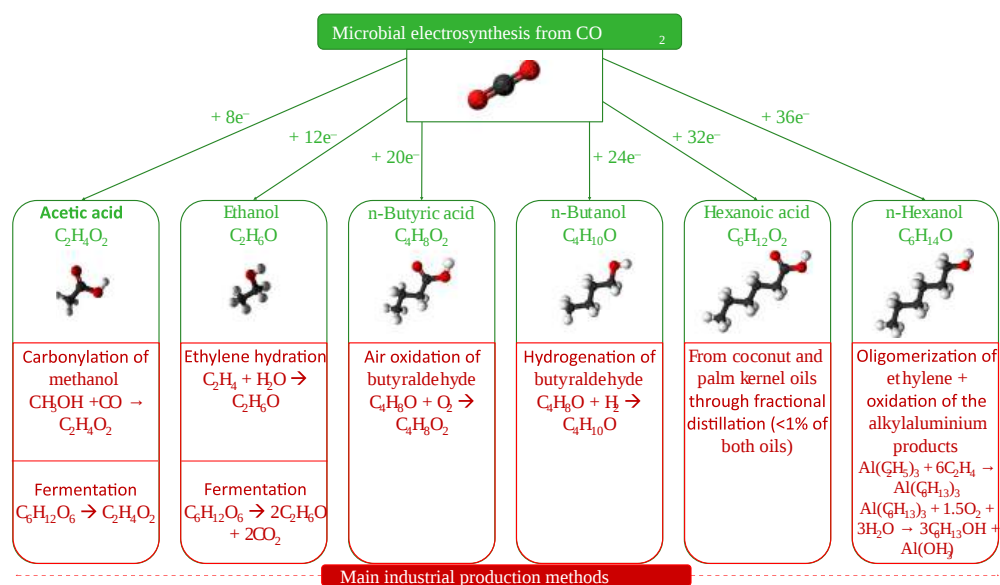 Microbial electrosynthesis from CO₂
+ 8e⁻
+ 12e⁻
+ 20e⁻
+ 24e⁻
+ 32e⁻
+ 36e⁻
Acetic acid
C₂H₄O₂
Ethanol
C₂H₆O
n-Butyric acid
C₄H₈O₂
n-Butanol
C₄H₁₀O
Hexanoic acid
C₆H₁₂O₂
n-Hexanol
C₆H₁₄O
Carbonylation of
methanol
CH₃OH +CO →
C₂H₄O₂
Fermentation
C₆H₁₂O₆ → C₂H₄O₂
Ethylene hydration
C₂H₄ + H₂O →
C₂H₆O
Fermentation
C₆H₁₂O₆ → 2C₂H₆O
+ 2CO₂
Air oxidation of
butyraldehyde
C₄H₈O + O₂ →
C₄H₈O₂
Hydrogenation of
butyraldehyde
C₄H₈O + H₂ →
C₄H₁₀O
From coconut and
palm kernel oils
through fractional
distillation (<1% of
both oils)
Oligomerization of
ethylene +
oxidation of the
alkylaluminium
products
Al(C₂H₅)₃ + 6C₂H₄ →
Al(C₆H₁₃)₃
Al(C₆H₁₃)₃ + 1.5O₂ +
3H₂O → 3C₆H₁₃OH +
Al(OH)₃
Main industrial production methods